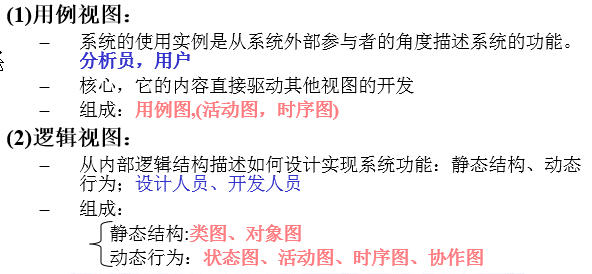 (1)用例视图：
– 系统的使用实例是从系统外部参与者的角度描述系统的功能。
分析员，用户
– 核心，它的内容直接驱动其他视图的开发
– 组成：用例图,(活动图，时序图)
(2)逻辑视图：
– 从内部逻辑结构描述如何设计实现系统功能：静态结构、动态
行为；设计人员、开发人员
– 组成：
静态结构:类图、对象图
动态行为：状态图、活动图、时序图、协作图